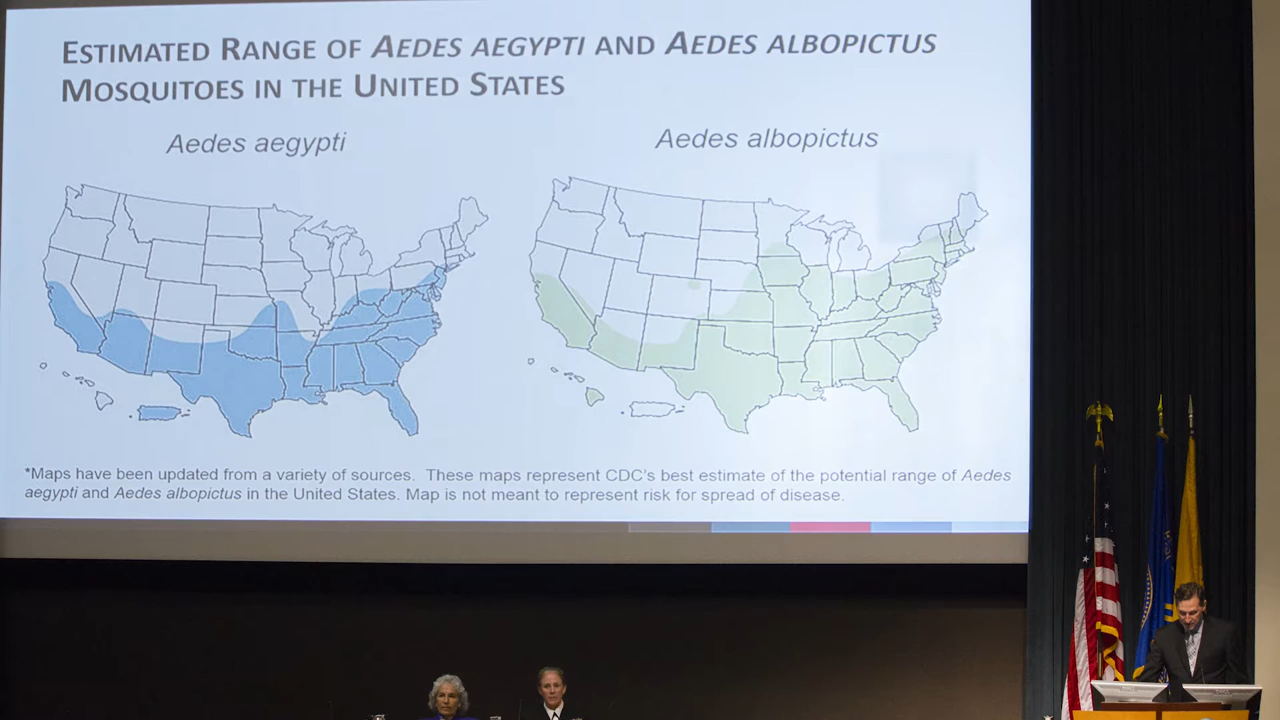 ESTIMATED RANGE OF AEDES AEGYPTI AND AEDES ALBOPICTUS
MOSQUITOES IN THE UNITED STATES
Aedes aegypti
Aedes albopictus
*Maps have been updated from a variety of sources. These maps represent CDC's best estimate of the potential range of Aedes
aegypti and Aedes albopictus in the United States. Map is not meant to represent risk for spread of disease.